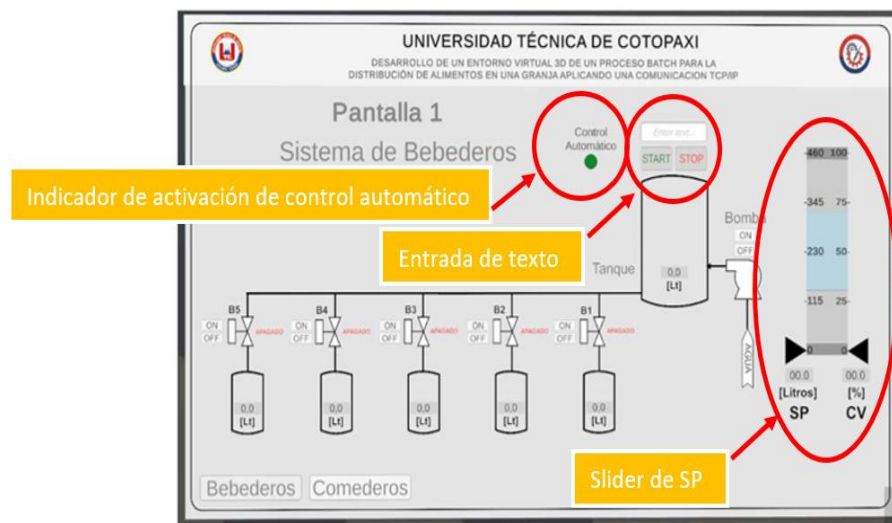 UNIVERSIDAD TÉCNICA DE COTOPAXI
DESARROLLO DE UN ENTORNO VIRTUAL 3D DE UN PROCESO BATCH PARA LA
DISTRIBUCIÓN DE ALIMENTOS EN UNA GRANJA APLICANDO UNA COMUNICACION TCP/IP
Pantalla 1
Sistema de Bebederos
Control
Automático
Enter text...
START STOP
Indicador de activación de control automático
Entrada de texto
Tanque
0,0
[Lt]
Bomba
ON
OFF
AGUA
460 100
345 75
230 50
115 25
0 0
00.0 00.0
[Litros] [%]
SP CV
B5 B4 B3 B2 B1
ON ON ON ON ON
OFF OFF OFF OFF OFF
APAGADO APAGADO APAGADO APAGADO APAGADO
0,0 0,0 0,0 0,0 0,0
[Lt] [Lt] [Lt] [Lt] [Lt]
Slider de SP
Bebederos Comederos